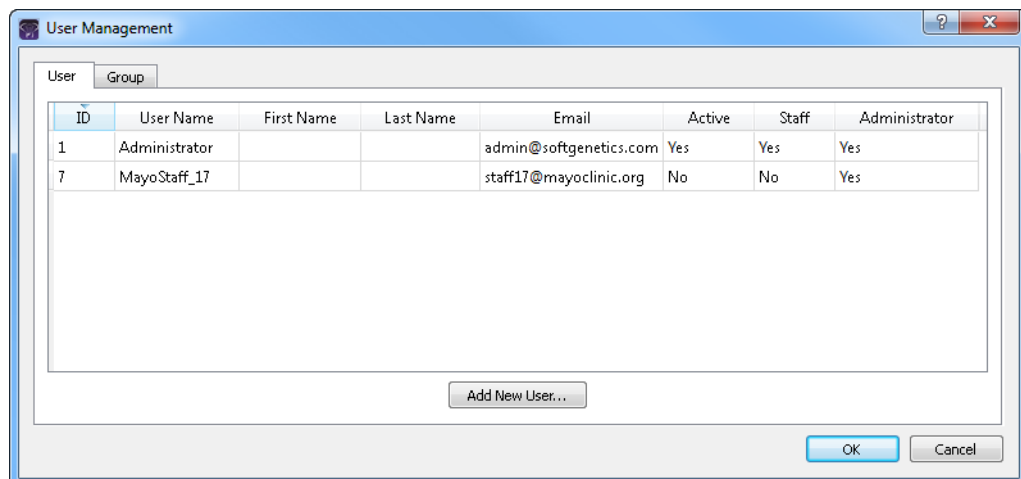 User Management
User Group
ID User Name First Name Last Name Email Active Staff Administrator
1 Administrator admin@softgenetics.com Yes Yes Yes
7 MayoStaff_17 staff17@mayoclinic.org No No Yes
Add New User...
OK Cancel